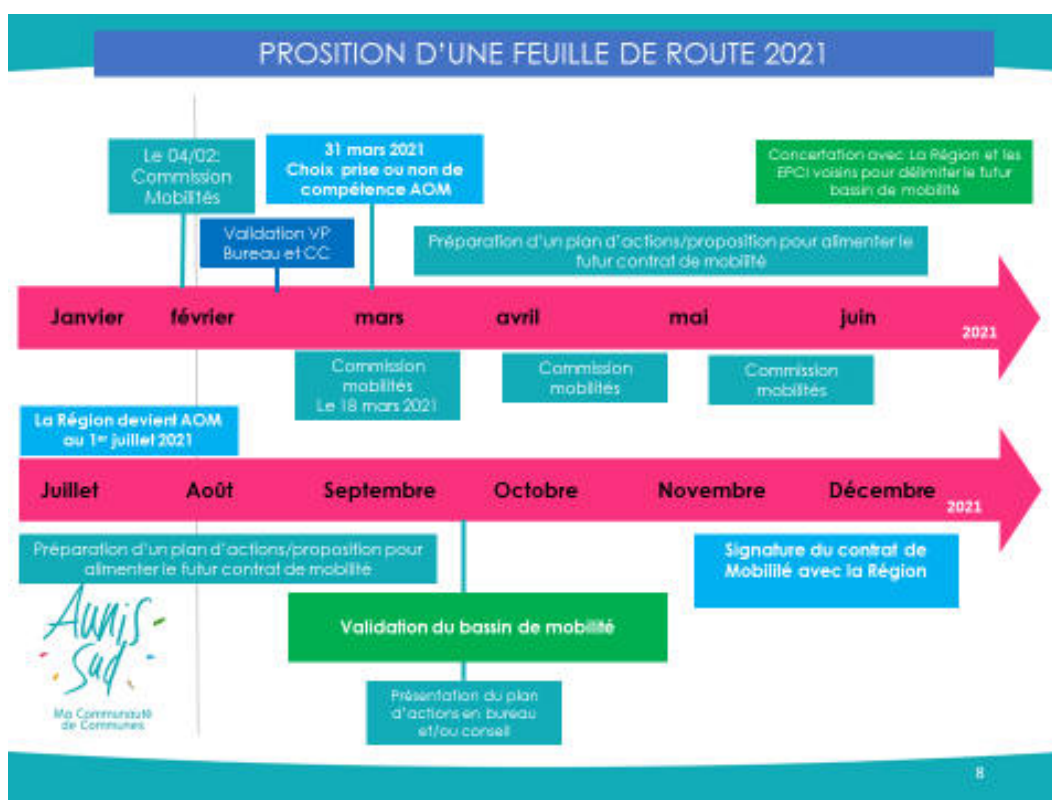 PROSITION D'UNE FEUILLE DE ROUTE 2021
Le 04/02:
Commission
Mobilités
31 mars 2021
Choix prise ou non de
compétence AOM
Concertation avec La Région et les
EPCI voisins pour délimiter le futur
bassin de mobilité
Validation VP
Bureau et CC
Préparation d'un plan d'actions/proposition pour alimenter le
futur contrat de mobilité
Janvier février mars avril mai juin 2021
Commission
mobilités
Le 18 mars 2021
Commission
mobilités
Commission
mobilités
La Région devient AOM
au 1er juillet 2021
Juillet Août Septembre Octobre Novembre Décembre 2021
Préparation d'un plan d'actions/proposition pour
alimenter le futur contrat de mobilité
Signature du contrat de
Mobilité avec la Région
Validation du bassin de mobilité
Présentation du plan
d'actions en bureau
et/ou conseil
Aunis
Sud
Ma Communauté
de Communes
8